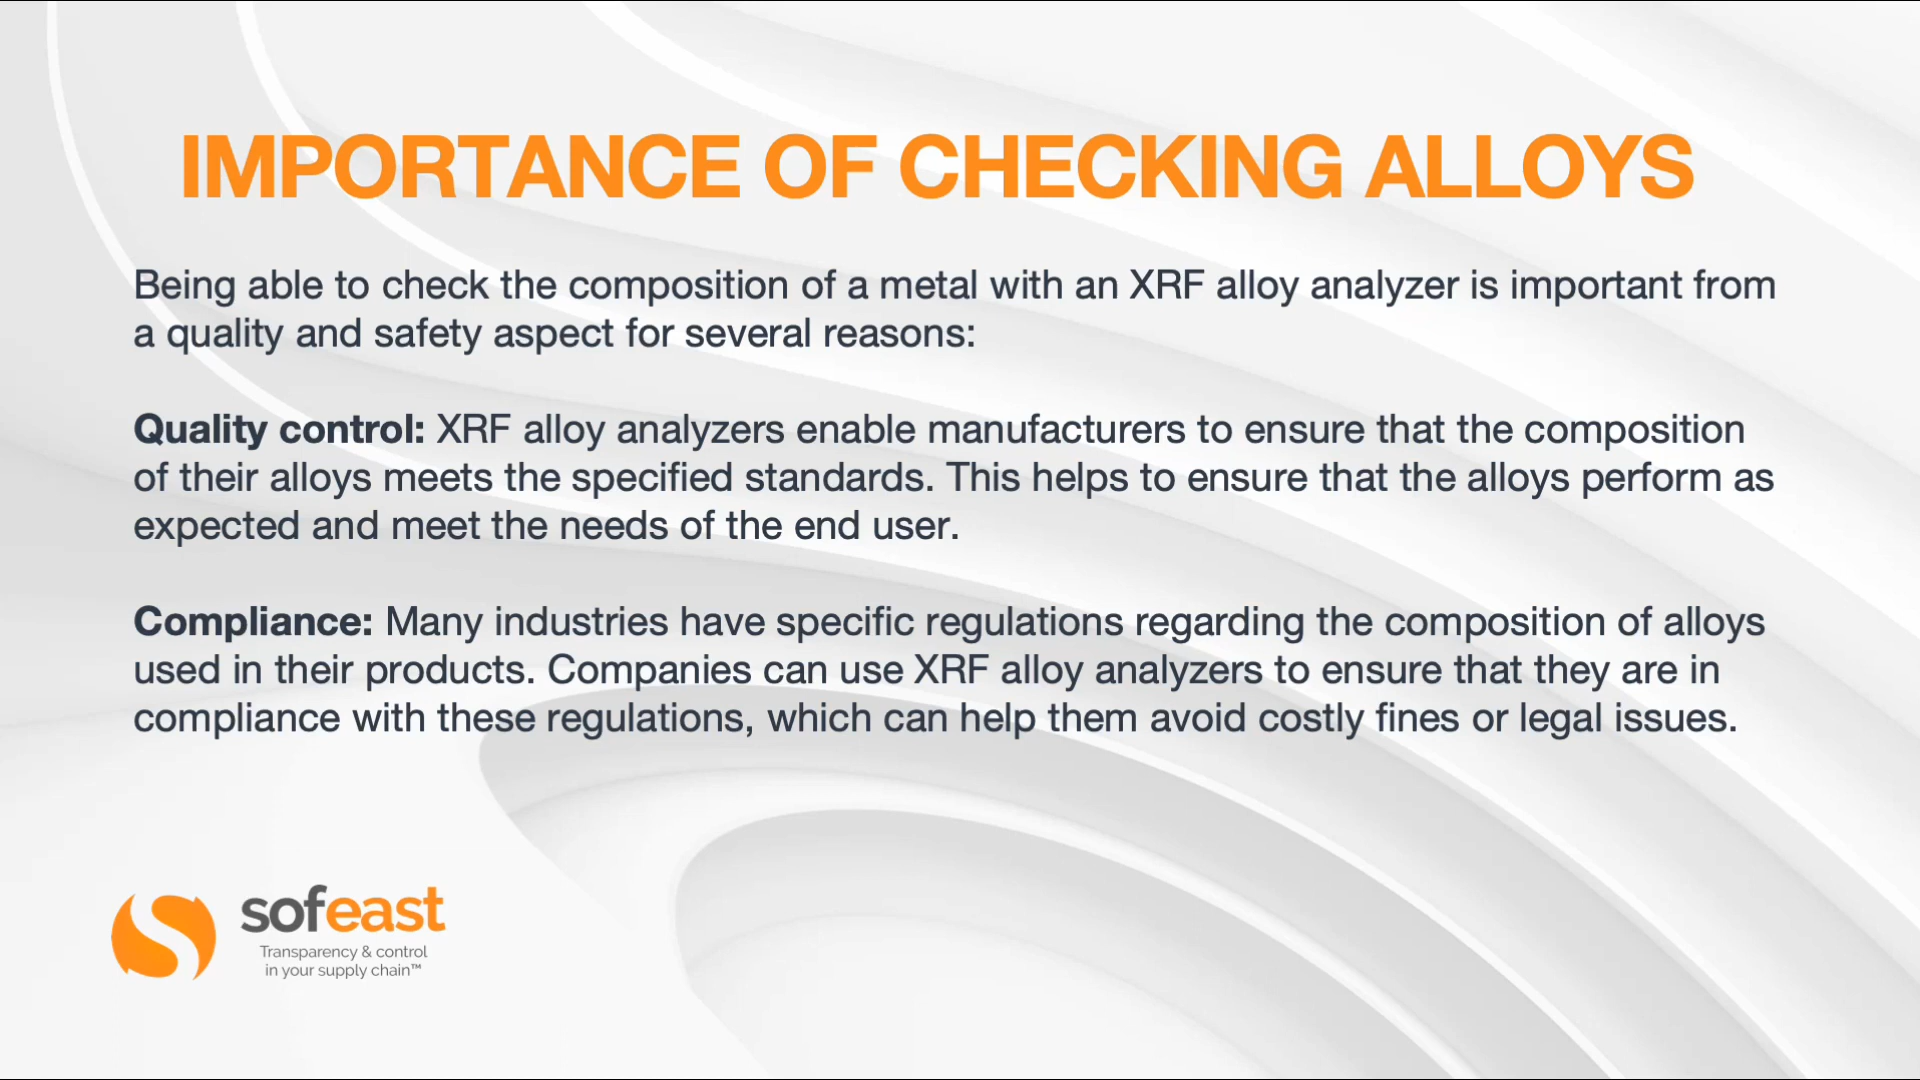 IMPORTANCE OF CHECKING ALLOYS
Being able to check the composition of a metal with an XRF alloy analyzer is important from
a quality and safety aspect for several reasons:
Quality control: XRF alloy analyzers enable manufacturers to ensure that the composition
of their alloys meets the specified standards. This helps to ensure that the alloys perform as
expected and meet the needs of the end user.
Compliance: Many industries have specific regulations regarding the composition of alloys
used in their products. Companies can use XRF alloy analyzers to ensure that they are in
compliance with these regulations, which can help them avoid costly fines or legal issues.
sofeast
Transparency & control
in your supply chain™